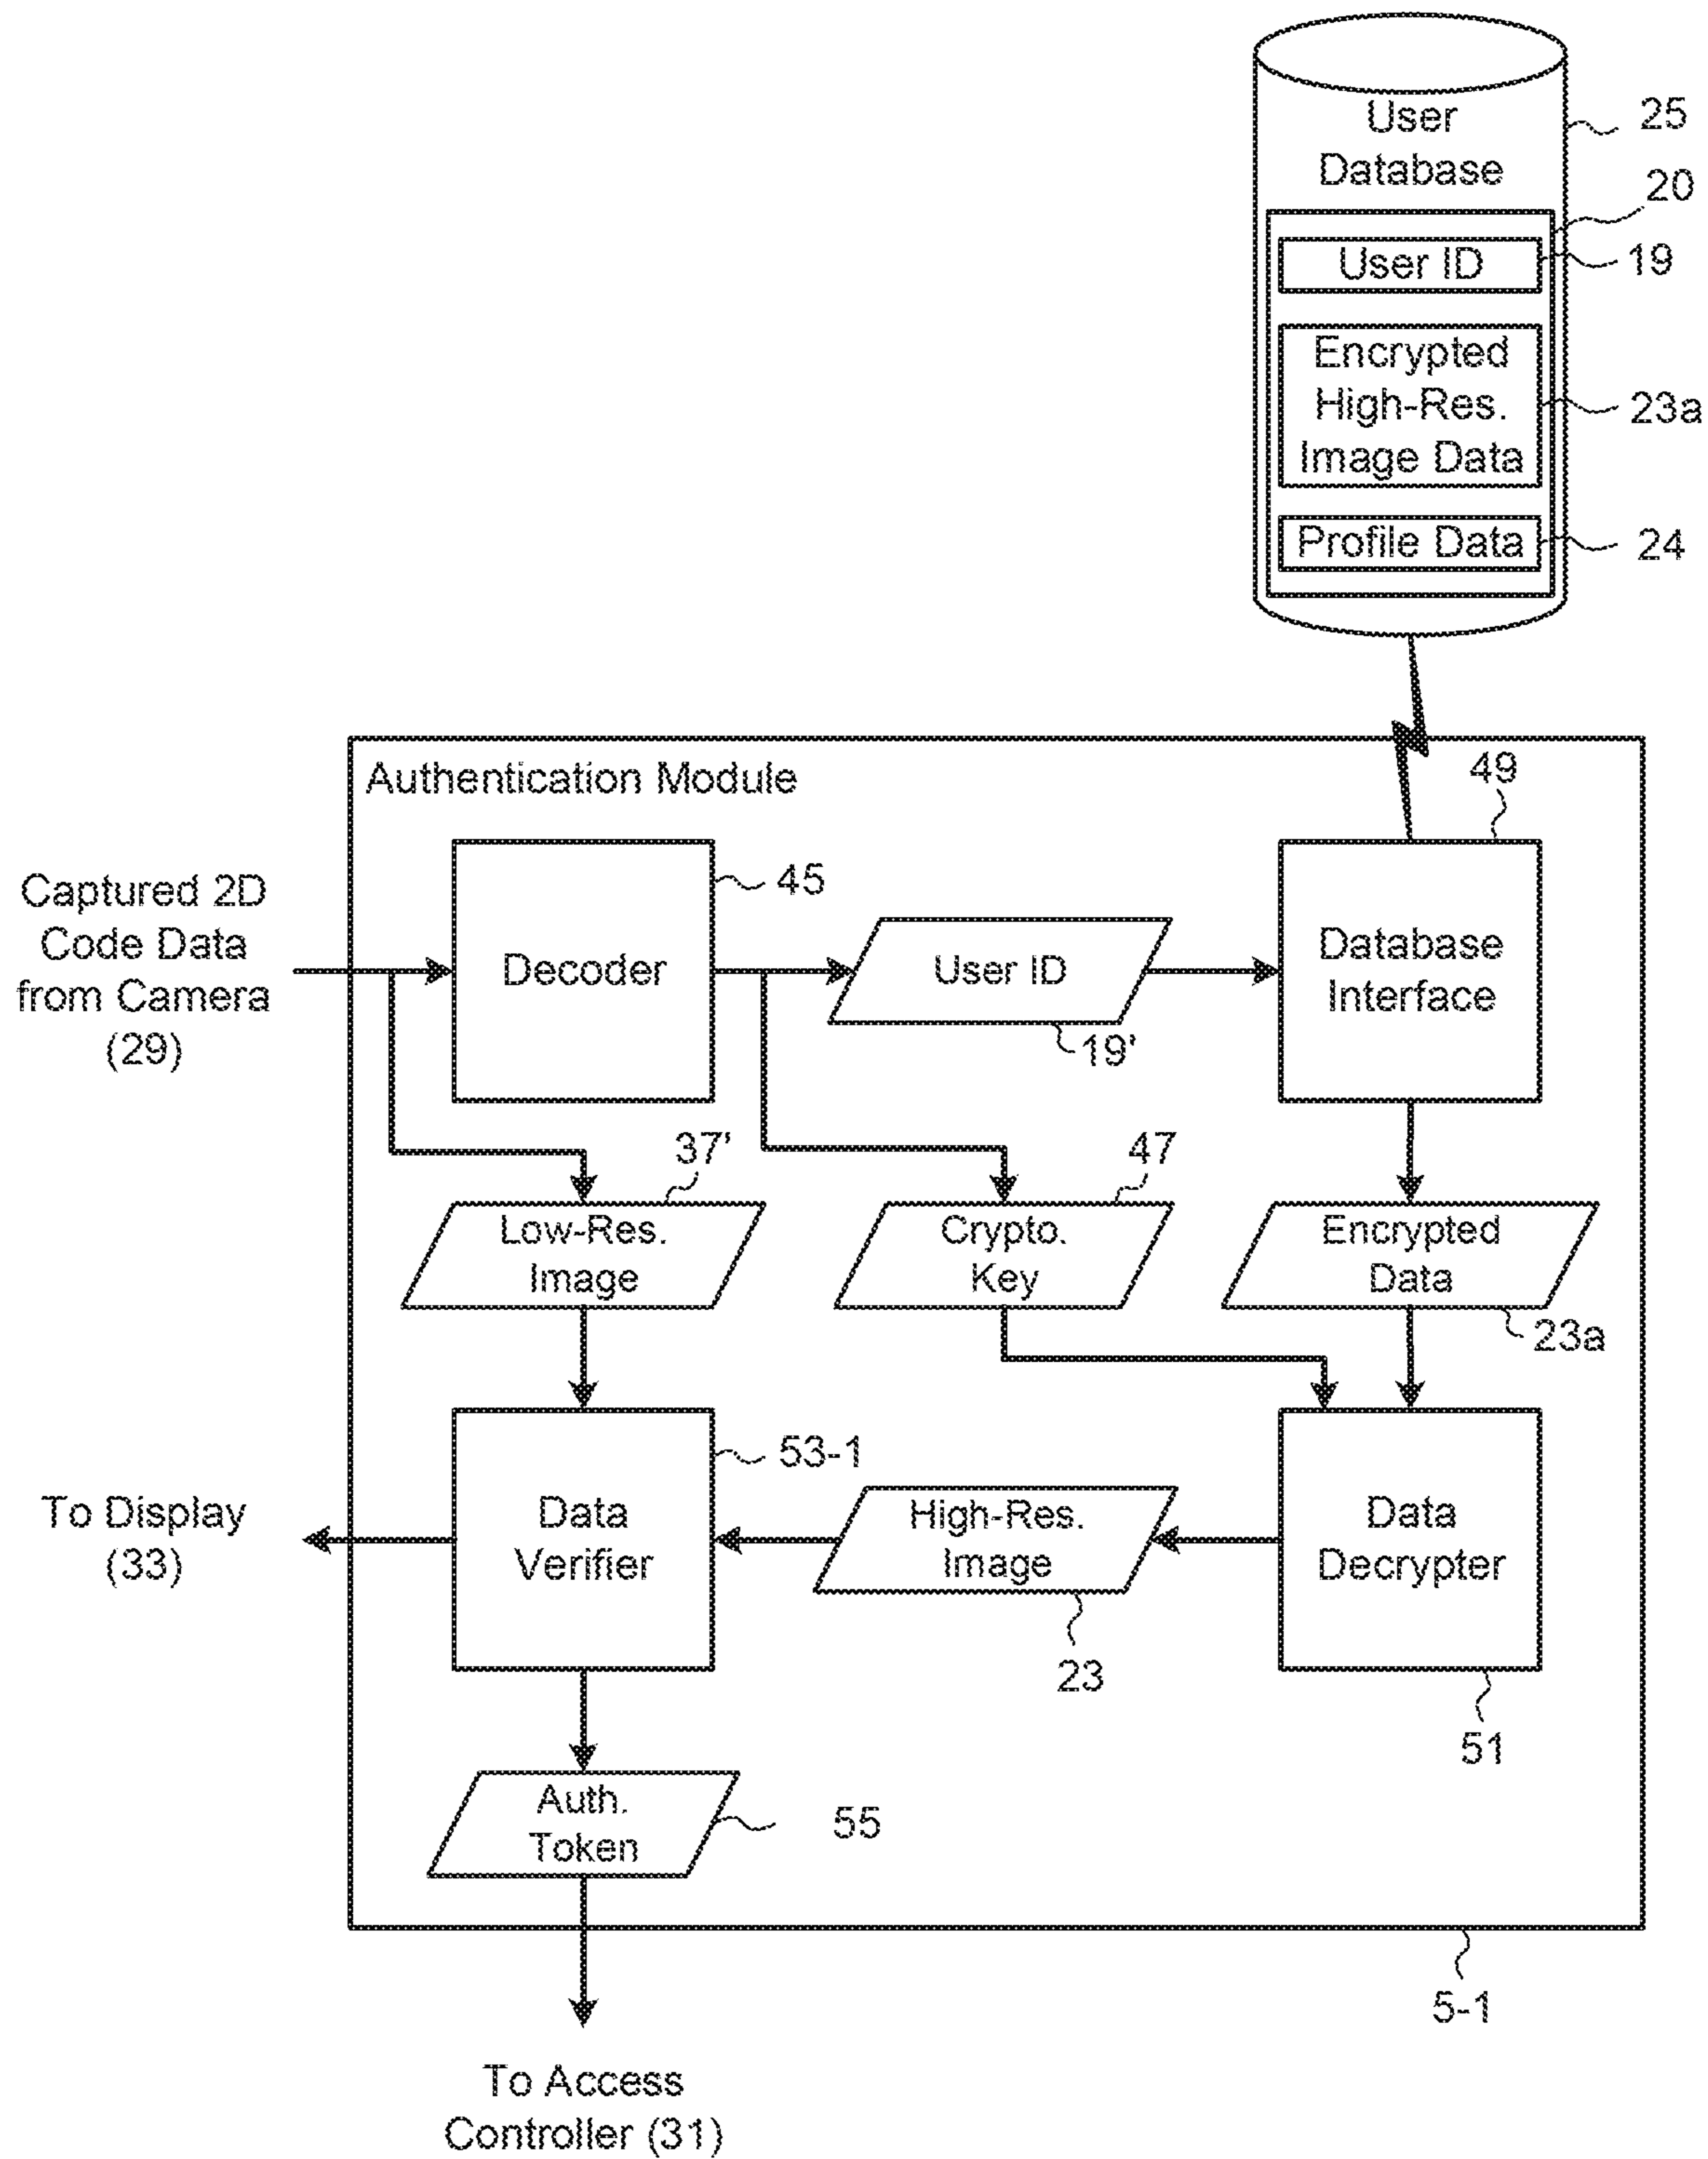 User
Database
25
20
User ID
19
Encrypted
High-Res.
Image Data
23a
Profile Data
24
Authentication Module
49
Captured 2D
Code Data
from Camera
(29)
45
Decoder
User ID
19'
Database
Interface
37'
47
Low-Res.
Image
Crypto.
Key
Encrypted
Data
23a
53-1
To Display
(33)
Data
Verifier
High-Res.
Image
23
Data
Decrypter
51
Auth.
Token
55
5-1
To Access
Controller (31)